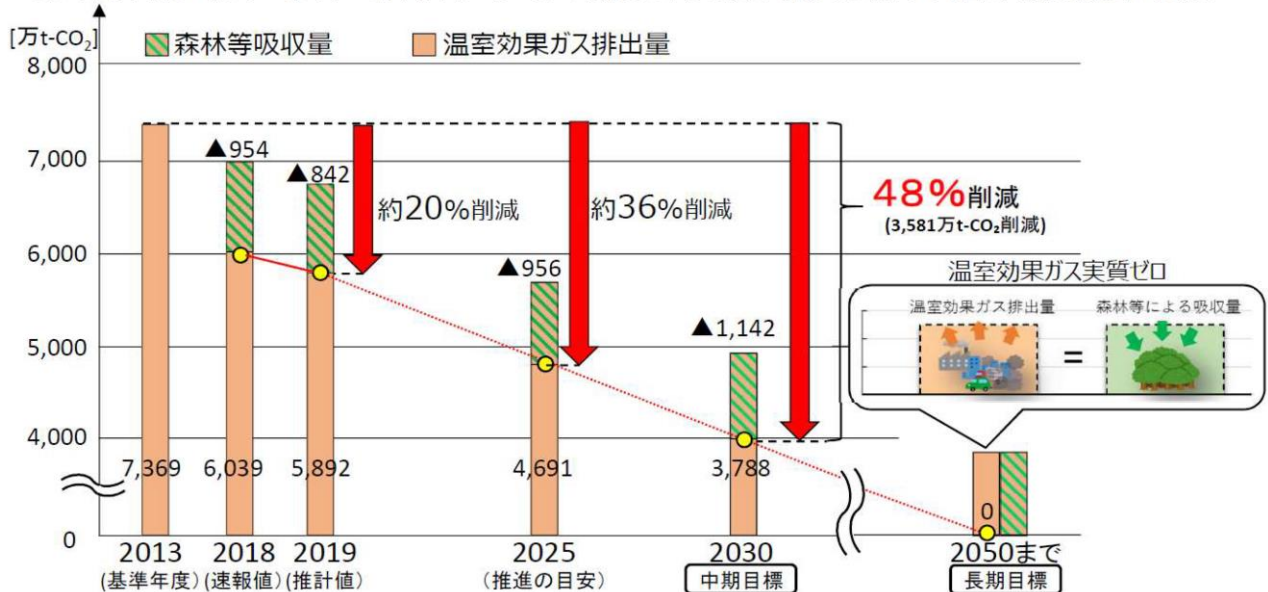 [万t-CO₂]
森林等吸収量
温室効果ガス排出量
8,000
7,000
6,000
5,000
4,000
0
▲954
▲842
▲956
▲1,142
約20%削減
約36%削減
48%削減
(3,581万t-CO₂削減)
温室効果ガス実質ゼロ
温室効果ガス排出量
森林等による吸収量
=
7,369
6,039
5,892
4,691
3,788
0
2013
(基準年度)
2018
(速報値)
2019
(推計値)
2025
(推進の目安)
2030
中期目標
2050まで
長期目標